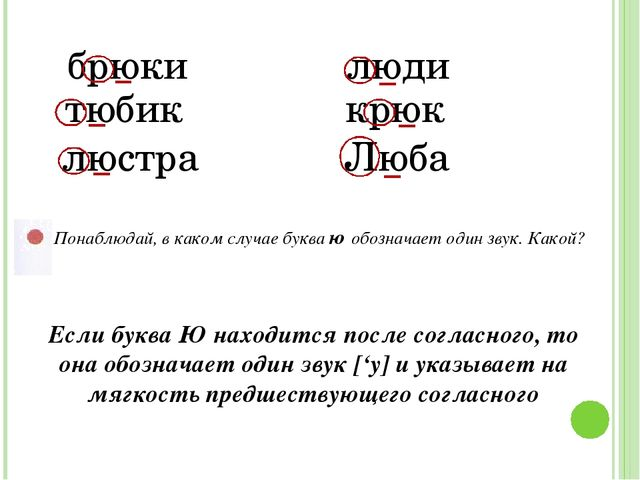 брюки люди
тюбик крюк
люстра Люба
Понаблюдай, в каком случае буква ю обозначает один звук. Какой?
Если буква Ю находится после согласного, то
она обозначает один звук [‘у] и указывает на
мягкость предшествующего согласного